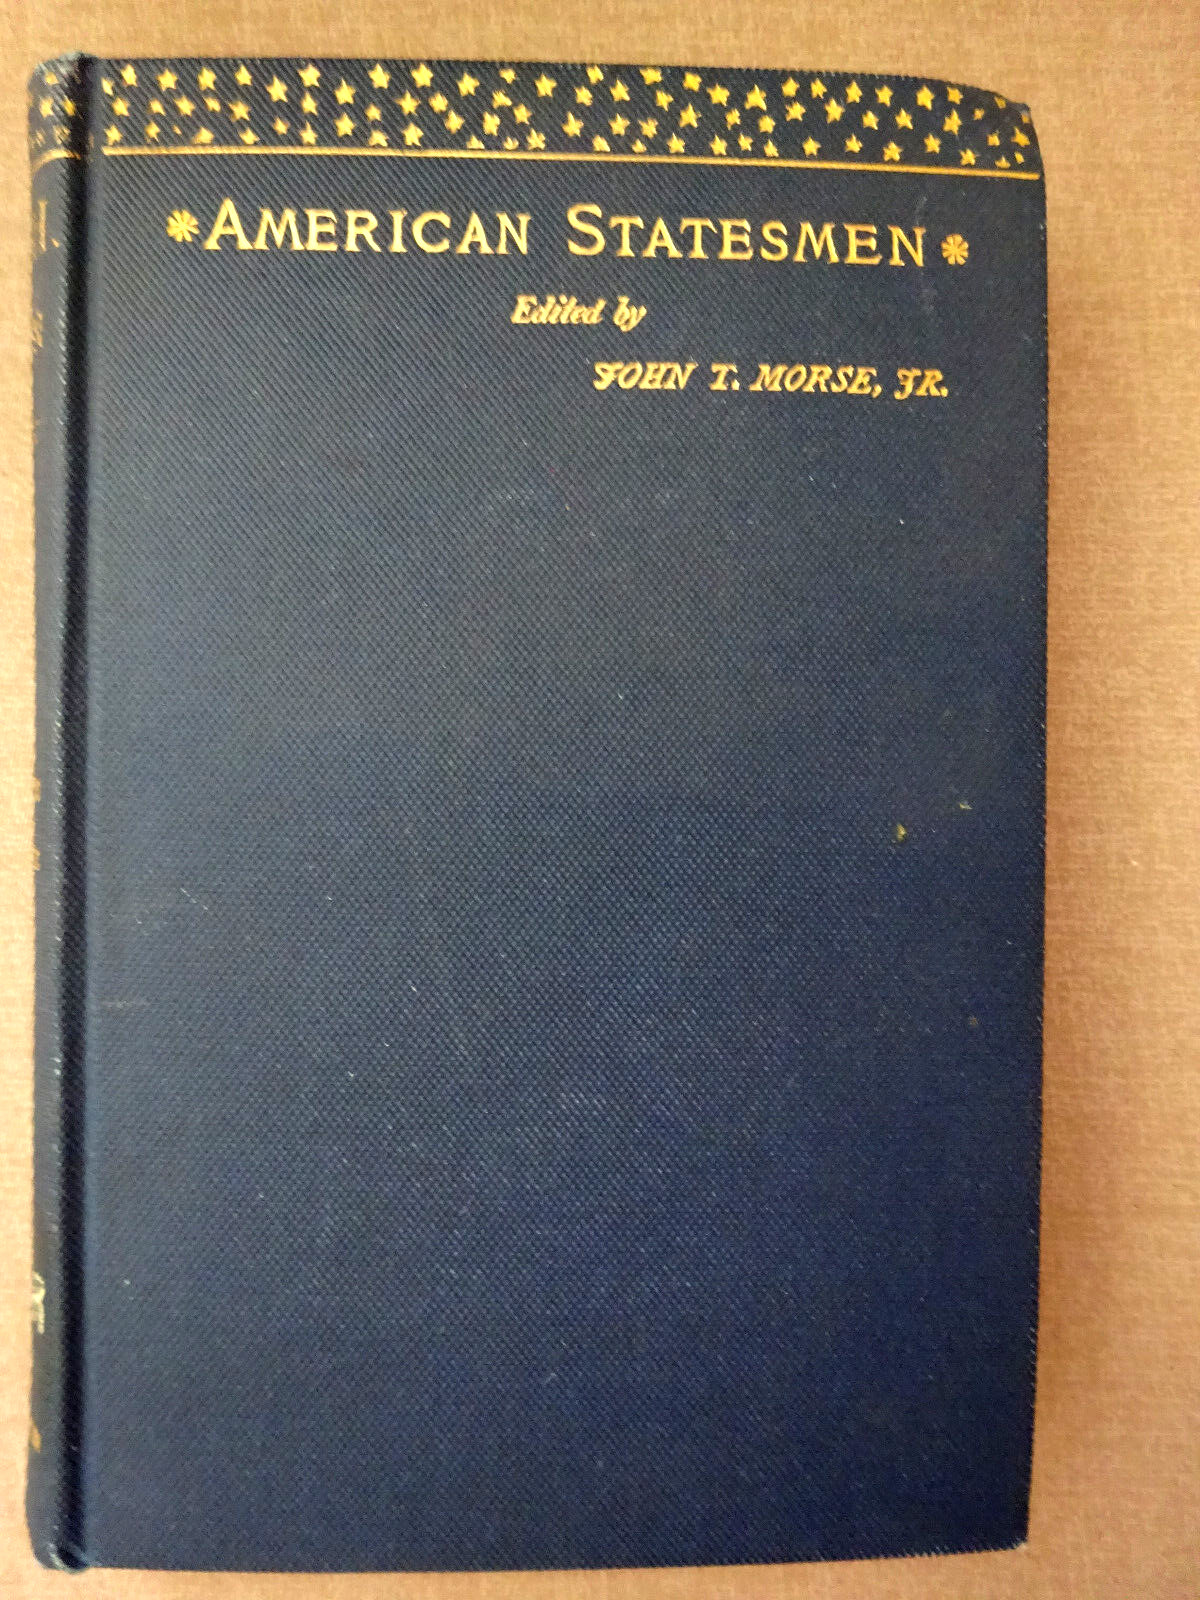 AMERICAN STATESMEN
Edited by
JOHN T. MORSE, JR.